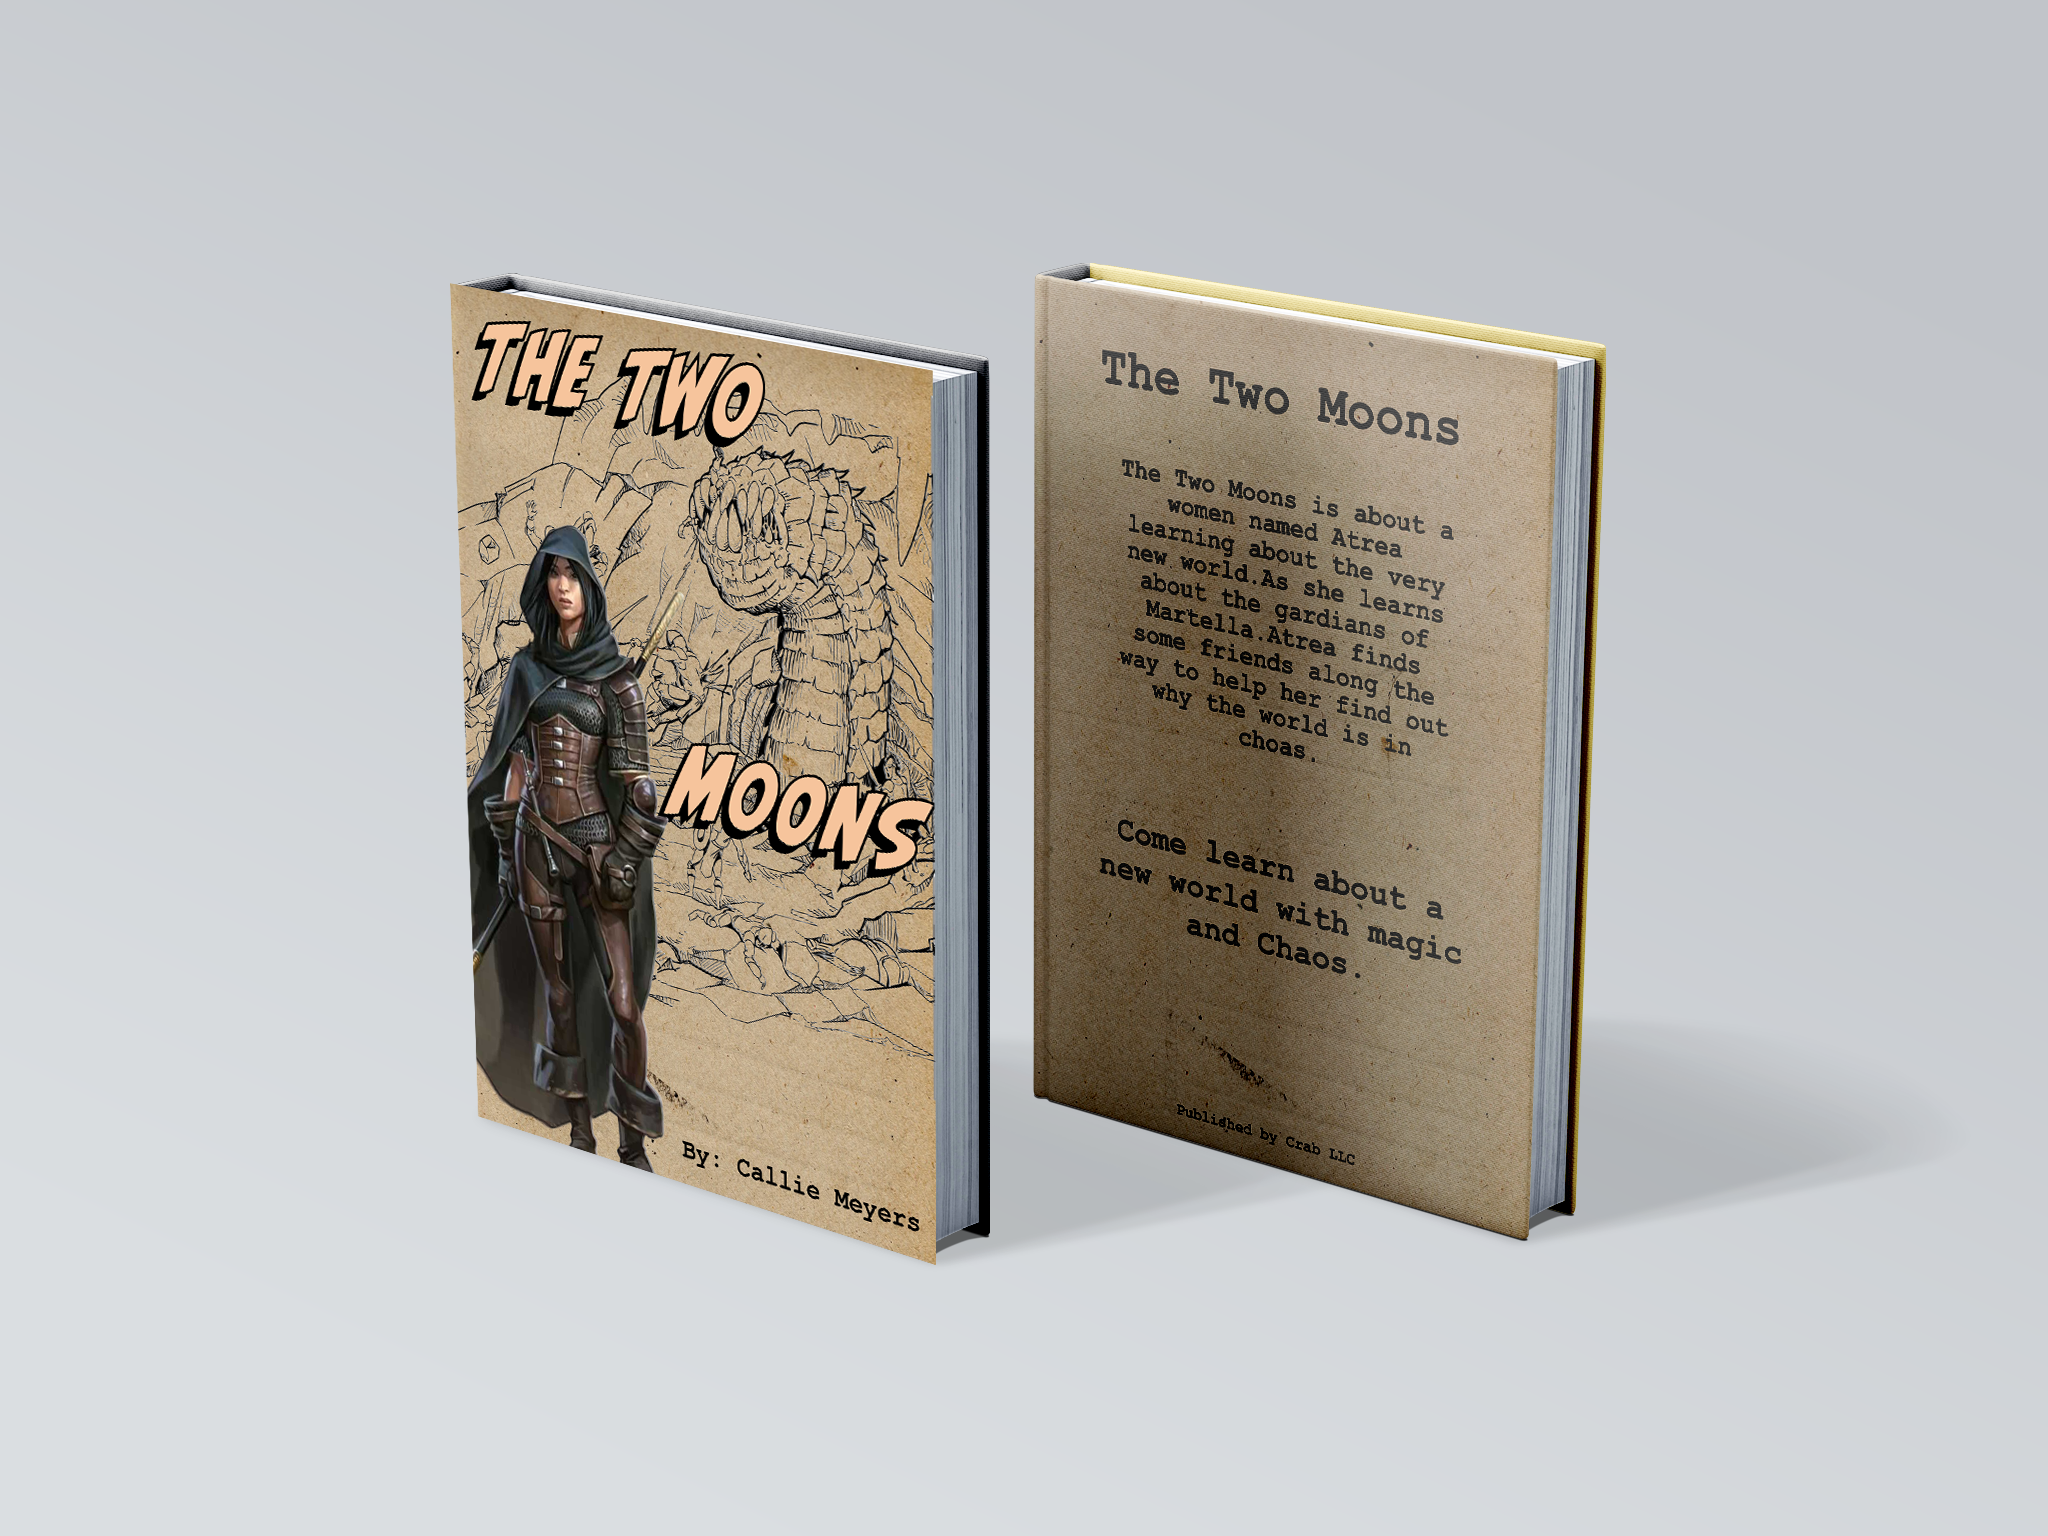 THE TWO
MOONS
By: Callie Meyers
The Two Moons
The Two Moons is about a
women named Atrea
learning about the very
new world.As she learns
about the gardians of
Martella.Atrea finds
some friends along the
way to help her find out
why the world is in
choas.
Come learn about a
new world with magic
and Chaos.
Published by Crab LLC